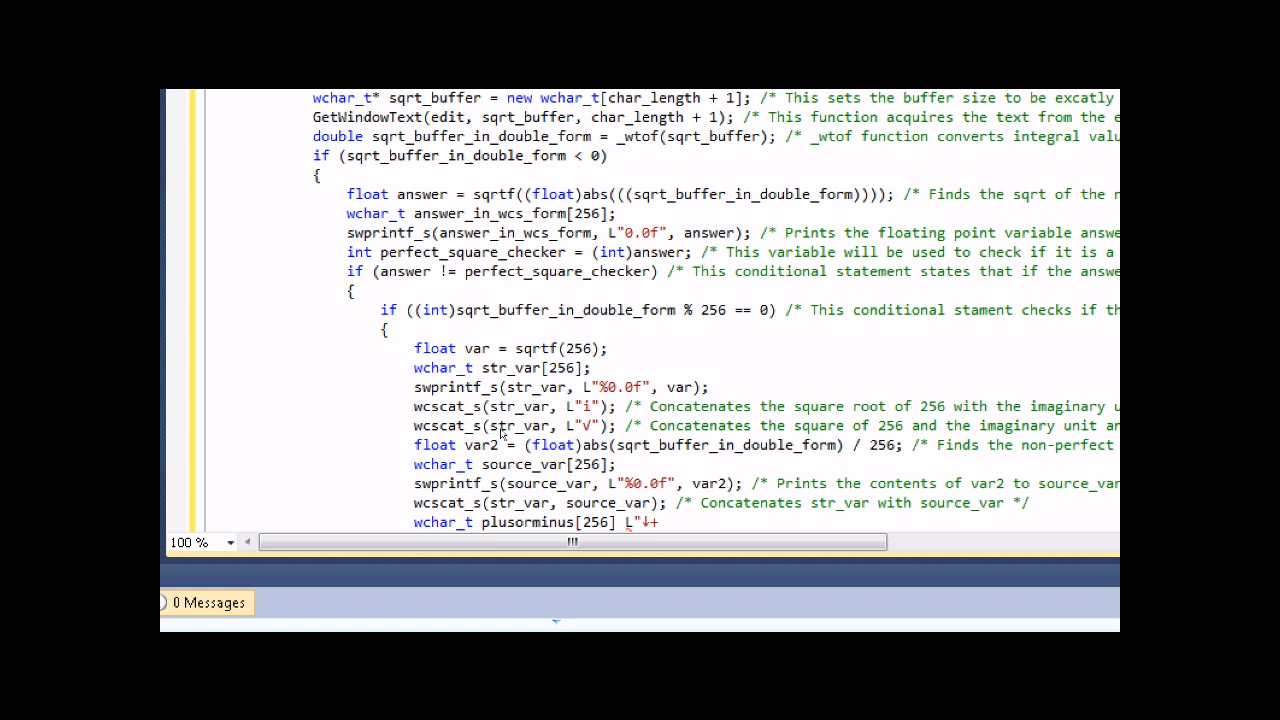 wchar_t* sqrt_buffer = new wchar_t[char_length + 1]; /* This sets the buffer size to be excatly
GetWindowText(edit, sqrt_buffer, char_length + 1); /* This function acquires the text from the e
double sqrt_buffer_in_double_form = _wtof(sqrt_buffer); /* _wtof function converts integral valu
if (sqrt_buffer_in_double_form < 0)
{
float answer = sqrtf((float)abs(((sqrt_buffer_in_double_form)))); /* Finds the sqrt of the n
wchar_t answer_in_wcs_form[256];
swprintf_s(answer_in_wcs_form, L"0.0f", answer); /* Prints the floating point variable answe
int perfect_square_checker = (int)answer; /* This variable will be used to check if it is a
if (answer != perfect_square_checker) /* This conditional statement states that if the answe
{
if ((int)sqrt_buffer_in_double_form % 256 == 0) /* This conditional stament checks if th
{
float var = sqrtf(256);
wchar_t str_var[256];
swprintf_s(str_var, L"%0.0f", var);
wcscat_s(str_var, L"i"); /* Concatenates the square root of 256 with the imaginary u
wcscat_s(str_var, L"√"); /* Concatenates the square of 256 and the imaginary unit an
float var2 = (float)abs(sqrt_buffer_in_double_form) / 256; /* Finds the non-perfect
wchar_t source_var[256];
swprintf_s(source_var, L"%0.0f", var2); /* Prints the contents of var2 to source_var
wcscat_s(str_var, source_var); /* Concatenates str_var with source_var */
wchar_t plusorminus[256] L"↓+
100 %
0 Messages